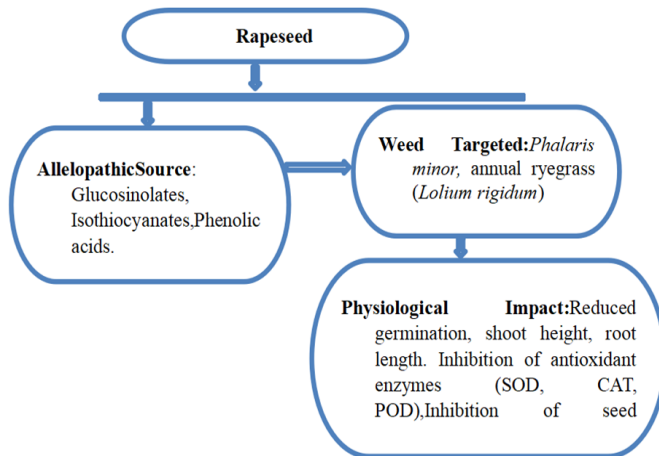 Rapeseed
AllelopathicSource:
Glucosinolates,
Isothiocyanates,Phenolic
acids.
Weed Targeted:Phalaris
minor, annual ryegrass
(Lolium rigidum)
Physiological Impact:Reduced
germination, shoot height, root
length. Inhibition of antioxidant
enzymes (SOD, CAT,
POD),Inhibition of seed